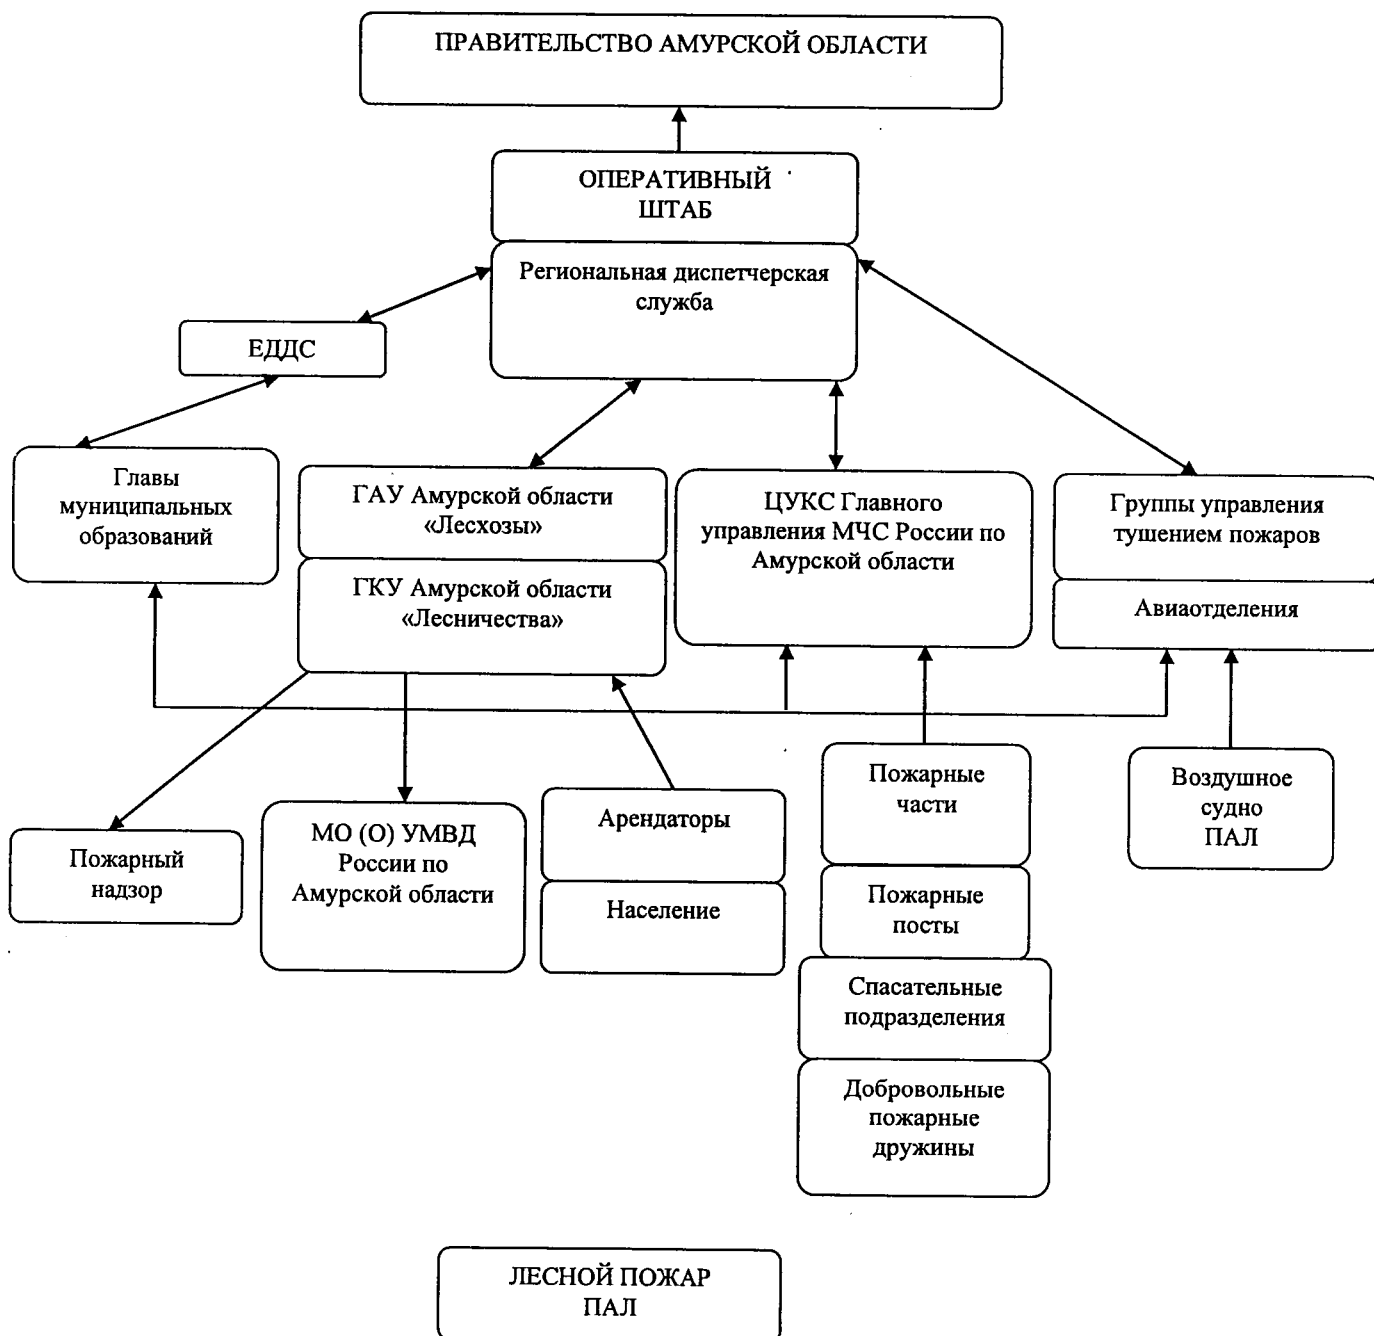 ПРАВИТЕЛЬСТВО АМУРСКОЙ ОБЛАСТИ
ОПЕРАТИВНЫЙ
ШТАБ
Региональная диспетчерская
служба
ЕДДС
Главы
муниципальных
образований
ГАУ Амурской области
«Лесхозы»
ГКУ Амурской области
«Лесничества»
ЦУКС Главного
управления МЧС России по
Амурской области
Группы управления
тушением пожаров
Авиаотделения
Пожарный
надзор
МО (О) УМВД
России по
Амурской области
Арендаторы
Население
Пожарные
части
Пожарные
посты
Спасательные
подразделения
Добровольные
пожарные
дружины
Воздушное
судно
ПАЛ
ЛЕСНОЙ ПОЖАР
ПАЛ